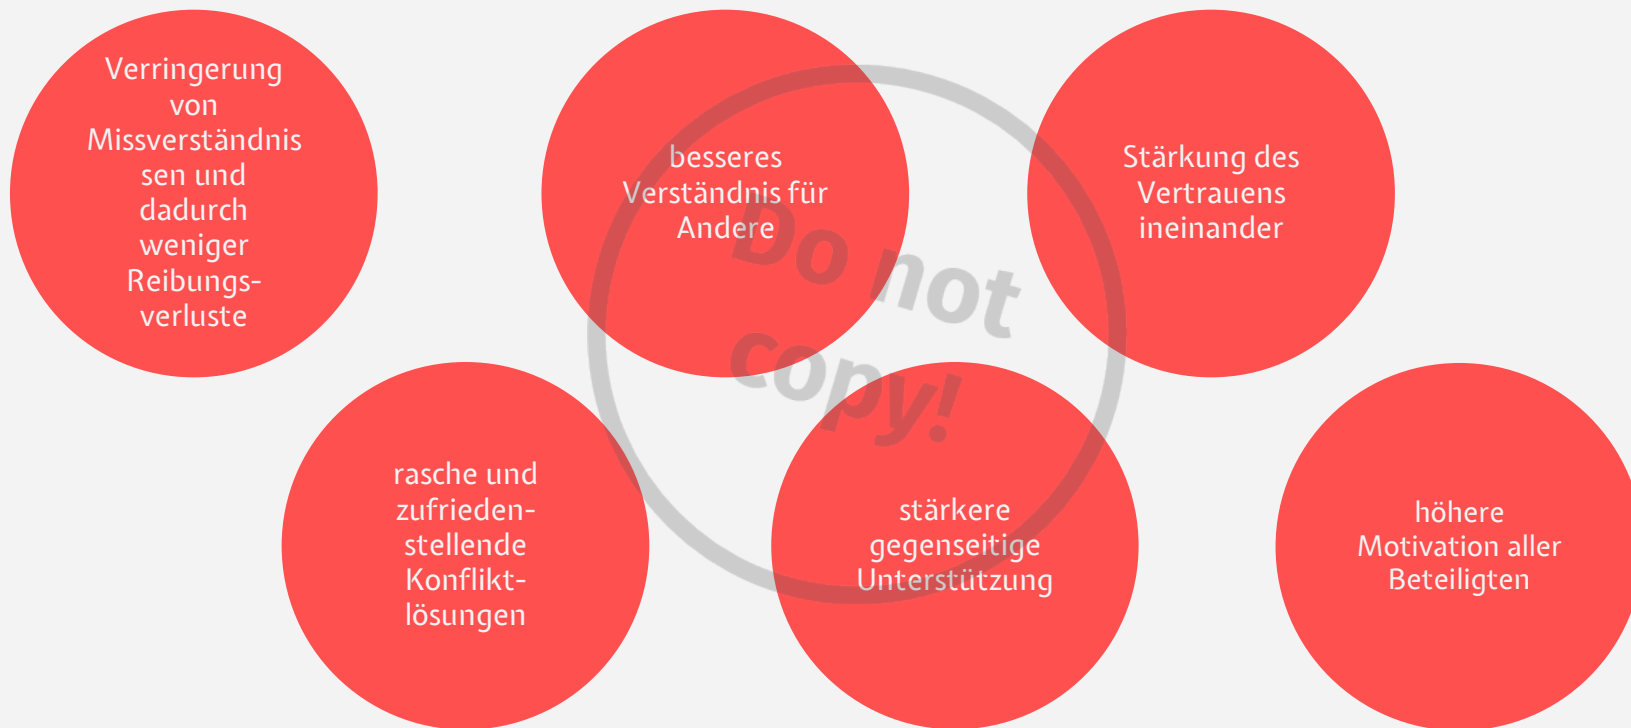 Verringerung
von
Missverständnis
sen und
dadurch
weniger
Reibungs-
verluste
besseres
Verständnis für
Andere
Stärkung des
Vertrauens
ineinander
Do not
copy!
rasche und
zufrieden-
stellende
Konflikt-
lösungen
stärkere
gegenseitige
Unterstützung
höhere
Motivation aller
Beteiligten